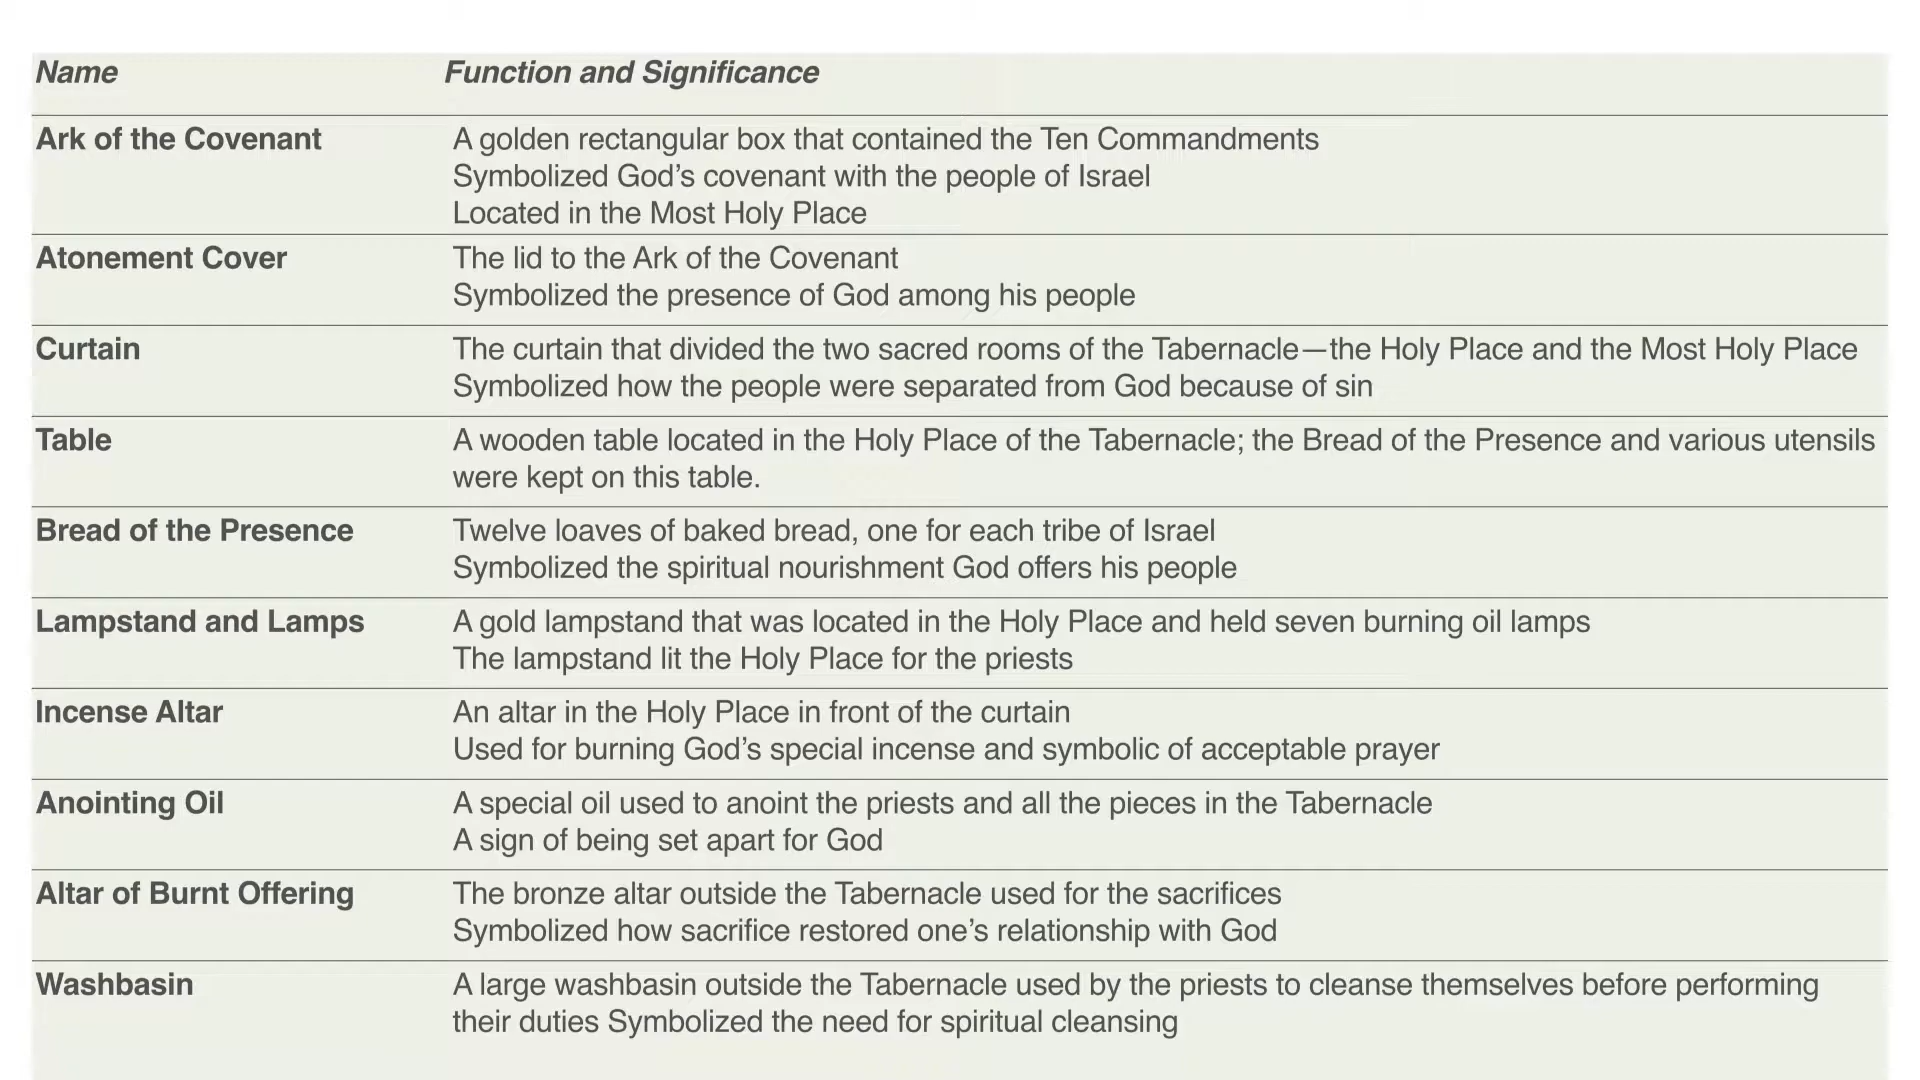 Name Function and Significance
Ark of the Covenant A golden rectangular box that contained the Ten Commandments
Symbolized God’s covenant with the people of Israel
Located in the Most Holy Place
Atonement Cover The lid to the Ark of the Covenant
Symbolized the presence of God among his people
Curtain The curtain that divided the two sacred rooms of the Tabernacle—the Holy Place and the Most Holy Place
Symbolized how the people were separated from God because of sin
Table A wooden table located in the Holy Place of the Tabernacle; the Bread of the Presence and various utensils
were kept on this table.
Bread of the Presence Twelve loaves of baked bread, one for each tribe of Israel
Symbolized the spiritual nourishment God offers his people
Lampstand and Lamps A gold lampstand that was located in the Holy Place and held seven burning oil lamps
The lampstand lit the Holy Place for the priests
Incense Altar An altar in the Holy Place in front of the curtain
Used for burning God’s special incense and symbolic of acceptable prayer
Anointing Oil A special oil used to anoint the priests and all the pieces in the Tabernacle
A sign of being set apart for God
Altar of Burnt Offering The bronze altar outside the Tabernacle used for the sacrifices
Symbolized how sacrifice restored one’s relationship with God
Washbasin A large washbasin outside the Tabernacle used by the priests to cleanse themselves before performing
their duties Symbolized the need for spiritual cleansing